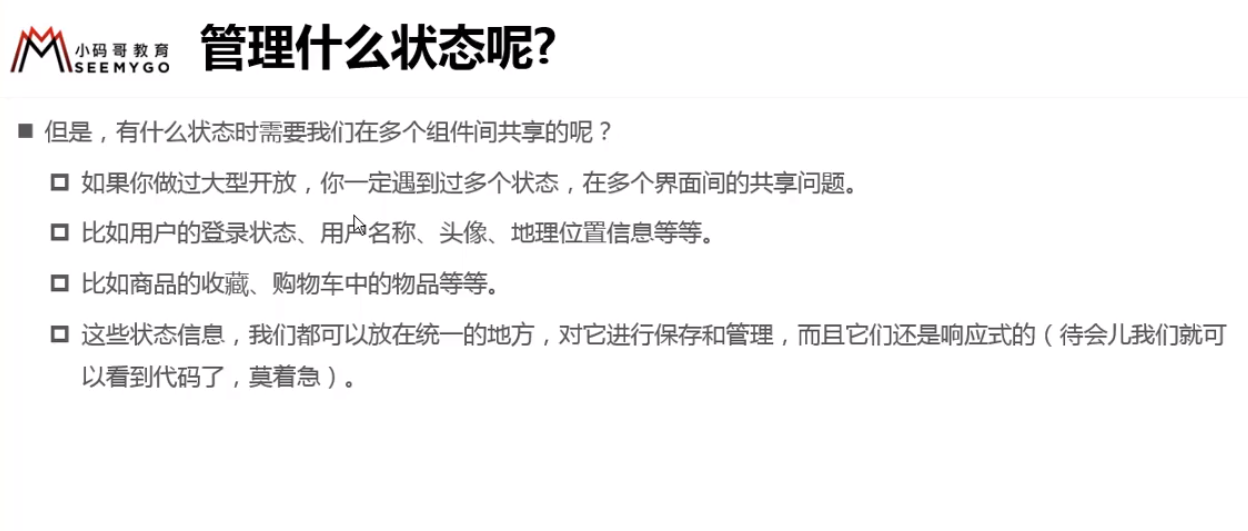 小码哥教育
SEEMYGO
管理什么状态呢?
但是，有什么状态时需要我们在多个组件间共享的呢？
如果你做过大型开放，你一定遇到过多个状态，在多个界面间的共享问题。
比如用户的登录状态、用户名称、头像、地理位置信息等等。
比如商品的收藏、购物车中的物品等等。
这些状态信息，我们都可以放在统一的地方，对它进行保存和管理，而且它们还是响应式的（待会儿我们就可
以看到代码了，莫着急）。